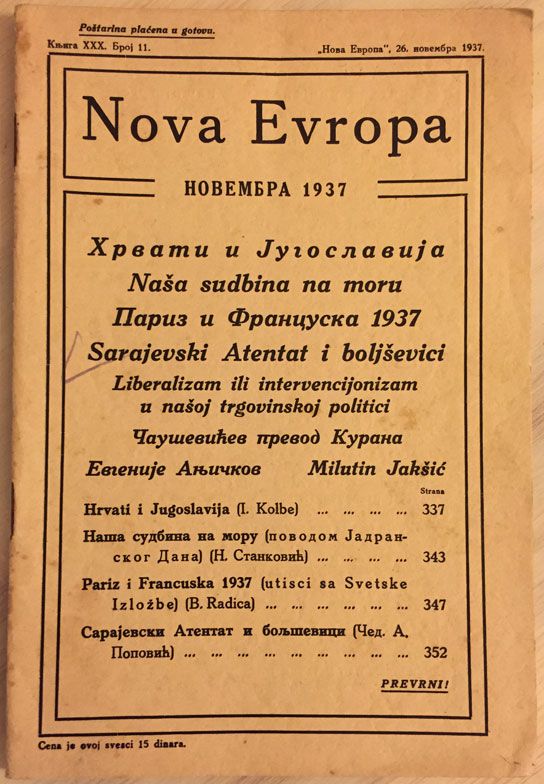 Poštarina plaćena u gotovu.
Књига XXX. Број 11.
„Нова Европа“, 26. новембра 1937.
Nova Evropa
НОВЕМБРА 1937
Хрвати и Југославија
Naša sudbina na moru
Париз и Француска 1937
Sarajevski Atentat i boljševici
Liberalizam ili intervencijonizam
u našoj trgovinskoj politici
Чаушевићев превод Курана
Евгеније Аничков Milutin Jakšić
Strana
Hrvati i Jugoslavija (I. Kolbe) ... ... ... ... 337
Наша судбина на мору (поводом Јадран-
ског Дана) (Н. Станковић) ... ... ... ... 343
Pariz i Francuska 1937 (utisci sa Svetske
Izložbe) (B. Radica) ... ... ... ... ... ... ... 347
Сарајевски Атентат и бољшевици (Чед. А.
Поповић) ... ... ... ... ... ... ... ... ... 352
PREVRNI!
Cena je ovoj svesci 15 dinara.